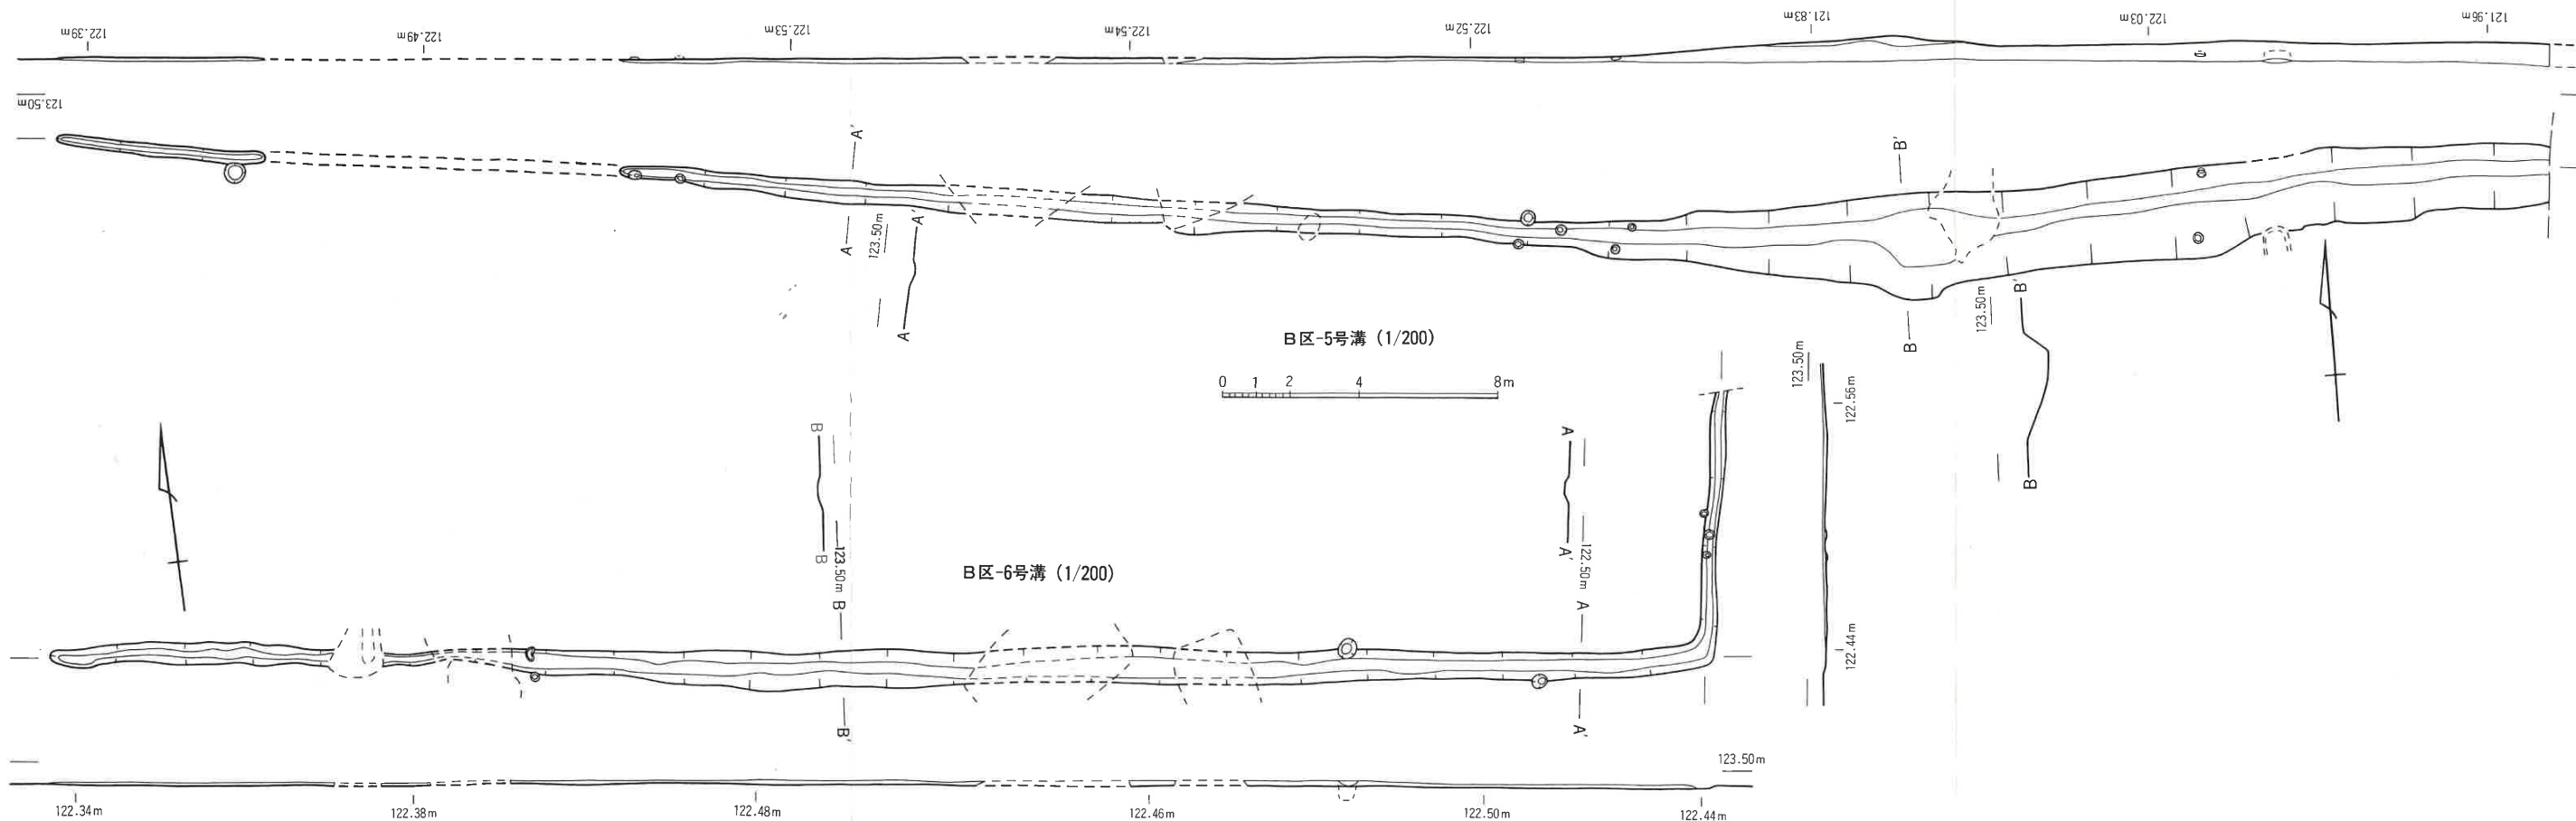 122.39m
122.49m
122.53m
122.54m
122.52m
121.83m
122.03m
121.96m
123.50m
A'
A
123.50m
A'
A
B'
B
123.50m
B'
B
B区-5号溝 (1/200)
0 1 2 4 8m
B
B
123.50m
B
B'
A
A'
122.50m
A
A'
123.50m
122.56m
122.44m
B区-6号溝 (1/200)
123.50m
122.34m
122.38m
122.48m
122.46m
122.50m
122.44m